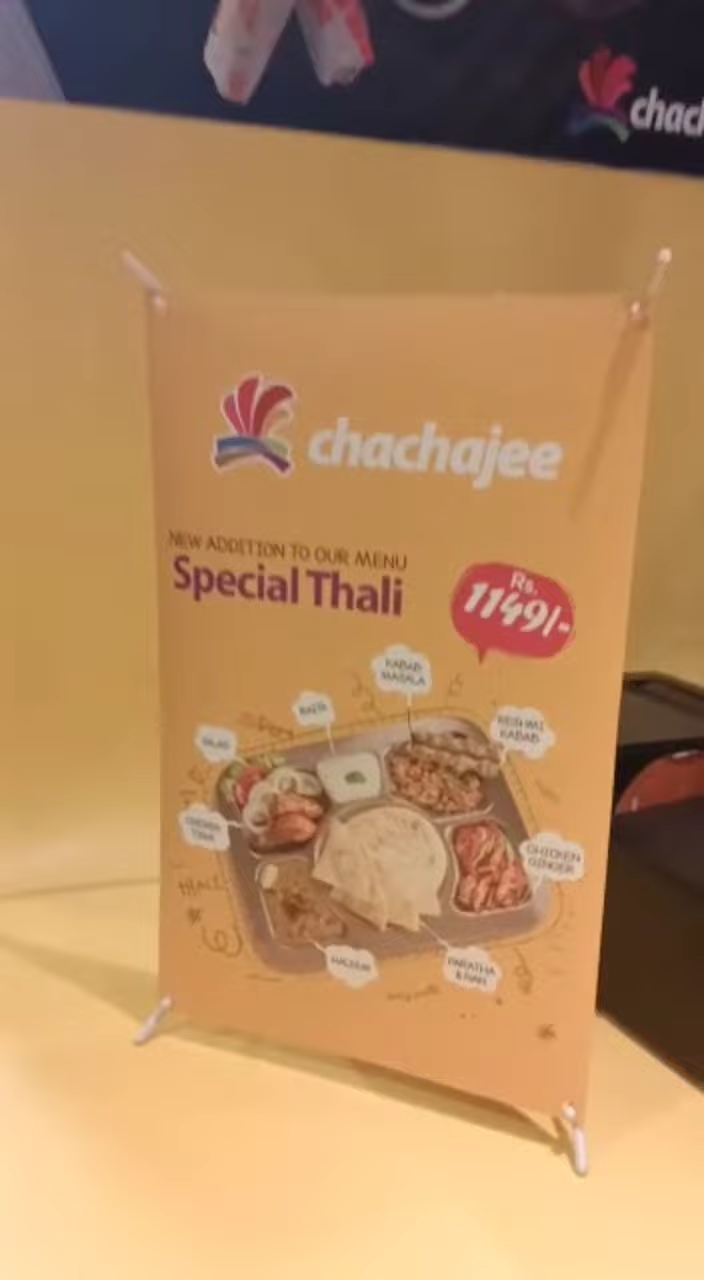 chach
chachajee
NEW ADDITION TO OUR MENU
Special Thali
Rs.
1149/-
KABAB
MASALA
RAITA
RESHMI
KABAB
SALAD
CHICKEN
TIKKA
CHICKEN
GINGER
HALEEM
PARATHA
& NAN